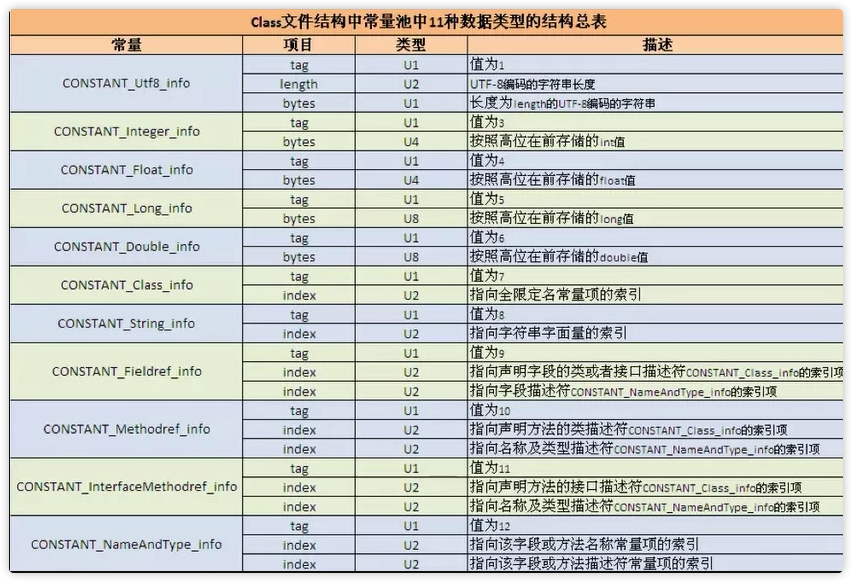 Class文件结构中常量池中11种数据类型的结构总表
常量 项目 类型 描述
CONSTANT_Utf8_info tag U1 值为1
length U2 UTF-8编码的字符串长度
bytes U1 长度为length的UTF-8编码的字符串
CONSTANT_Integer_info tag U1 值为3
bytes U4 按照高位在前存储的int值
CONSTANT_Float_info tag U1 值为4
bytes U4 按照高位在前存储的float值
CONSTANT_Long_info tag U1 值为5
bytes U8 按照高位在前存储的long值
CONSTANT_Double_info tag U1 值为6
bytes U8 按照高位在前存储的double值
CONSTANT_Class_info tag U1 值为7
index U2 指向全限定名常量项的索引
CONSTANT_String_info tag U1 值为8
index U2 指向字符串字面量的索引
CONSTANT_Fieldref_info tag U1 值为9
index U2 指向声明字段的类或者接口描述符CONSTANT_Class_info的索引项
index U2 指向字段描述符CONSTANT_NameAndType_info的索引项
CONSTANT_Methodref_info tag U1 值为10
index U2 指向声明方法的类描述符CONSTANT_Class_info的索引项
index U2 指向名称及类型描述符CONSTANT_NameAndType_info的索引项
CONSTANT_InterfaceMethodref_info tag U1 值为11
index U2 指向声明方法的接口描述符CONSTANT_Class_info的索引项
index U2 指向名称及类型描述符CONSTANT_NameAndType_info的索引项
CONSTANT_NameAndType_info tag U1 值为12
index U2 指向该字段或方法名称常量项的索引
index U2 指向该字段或方法描述符常量项的索引